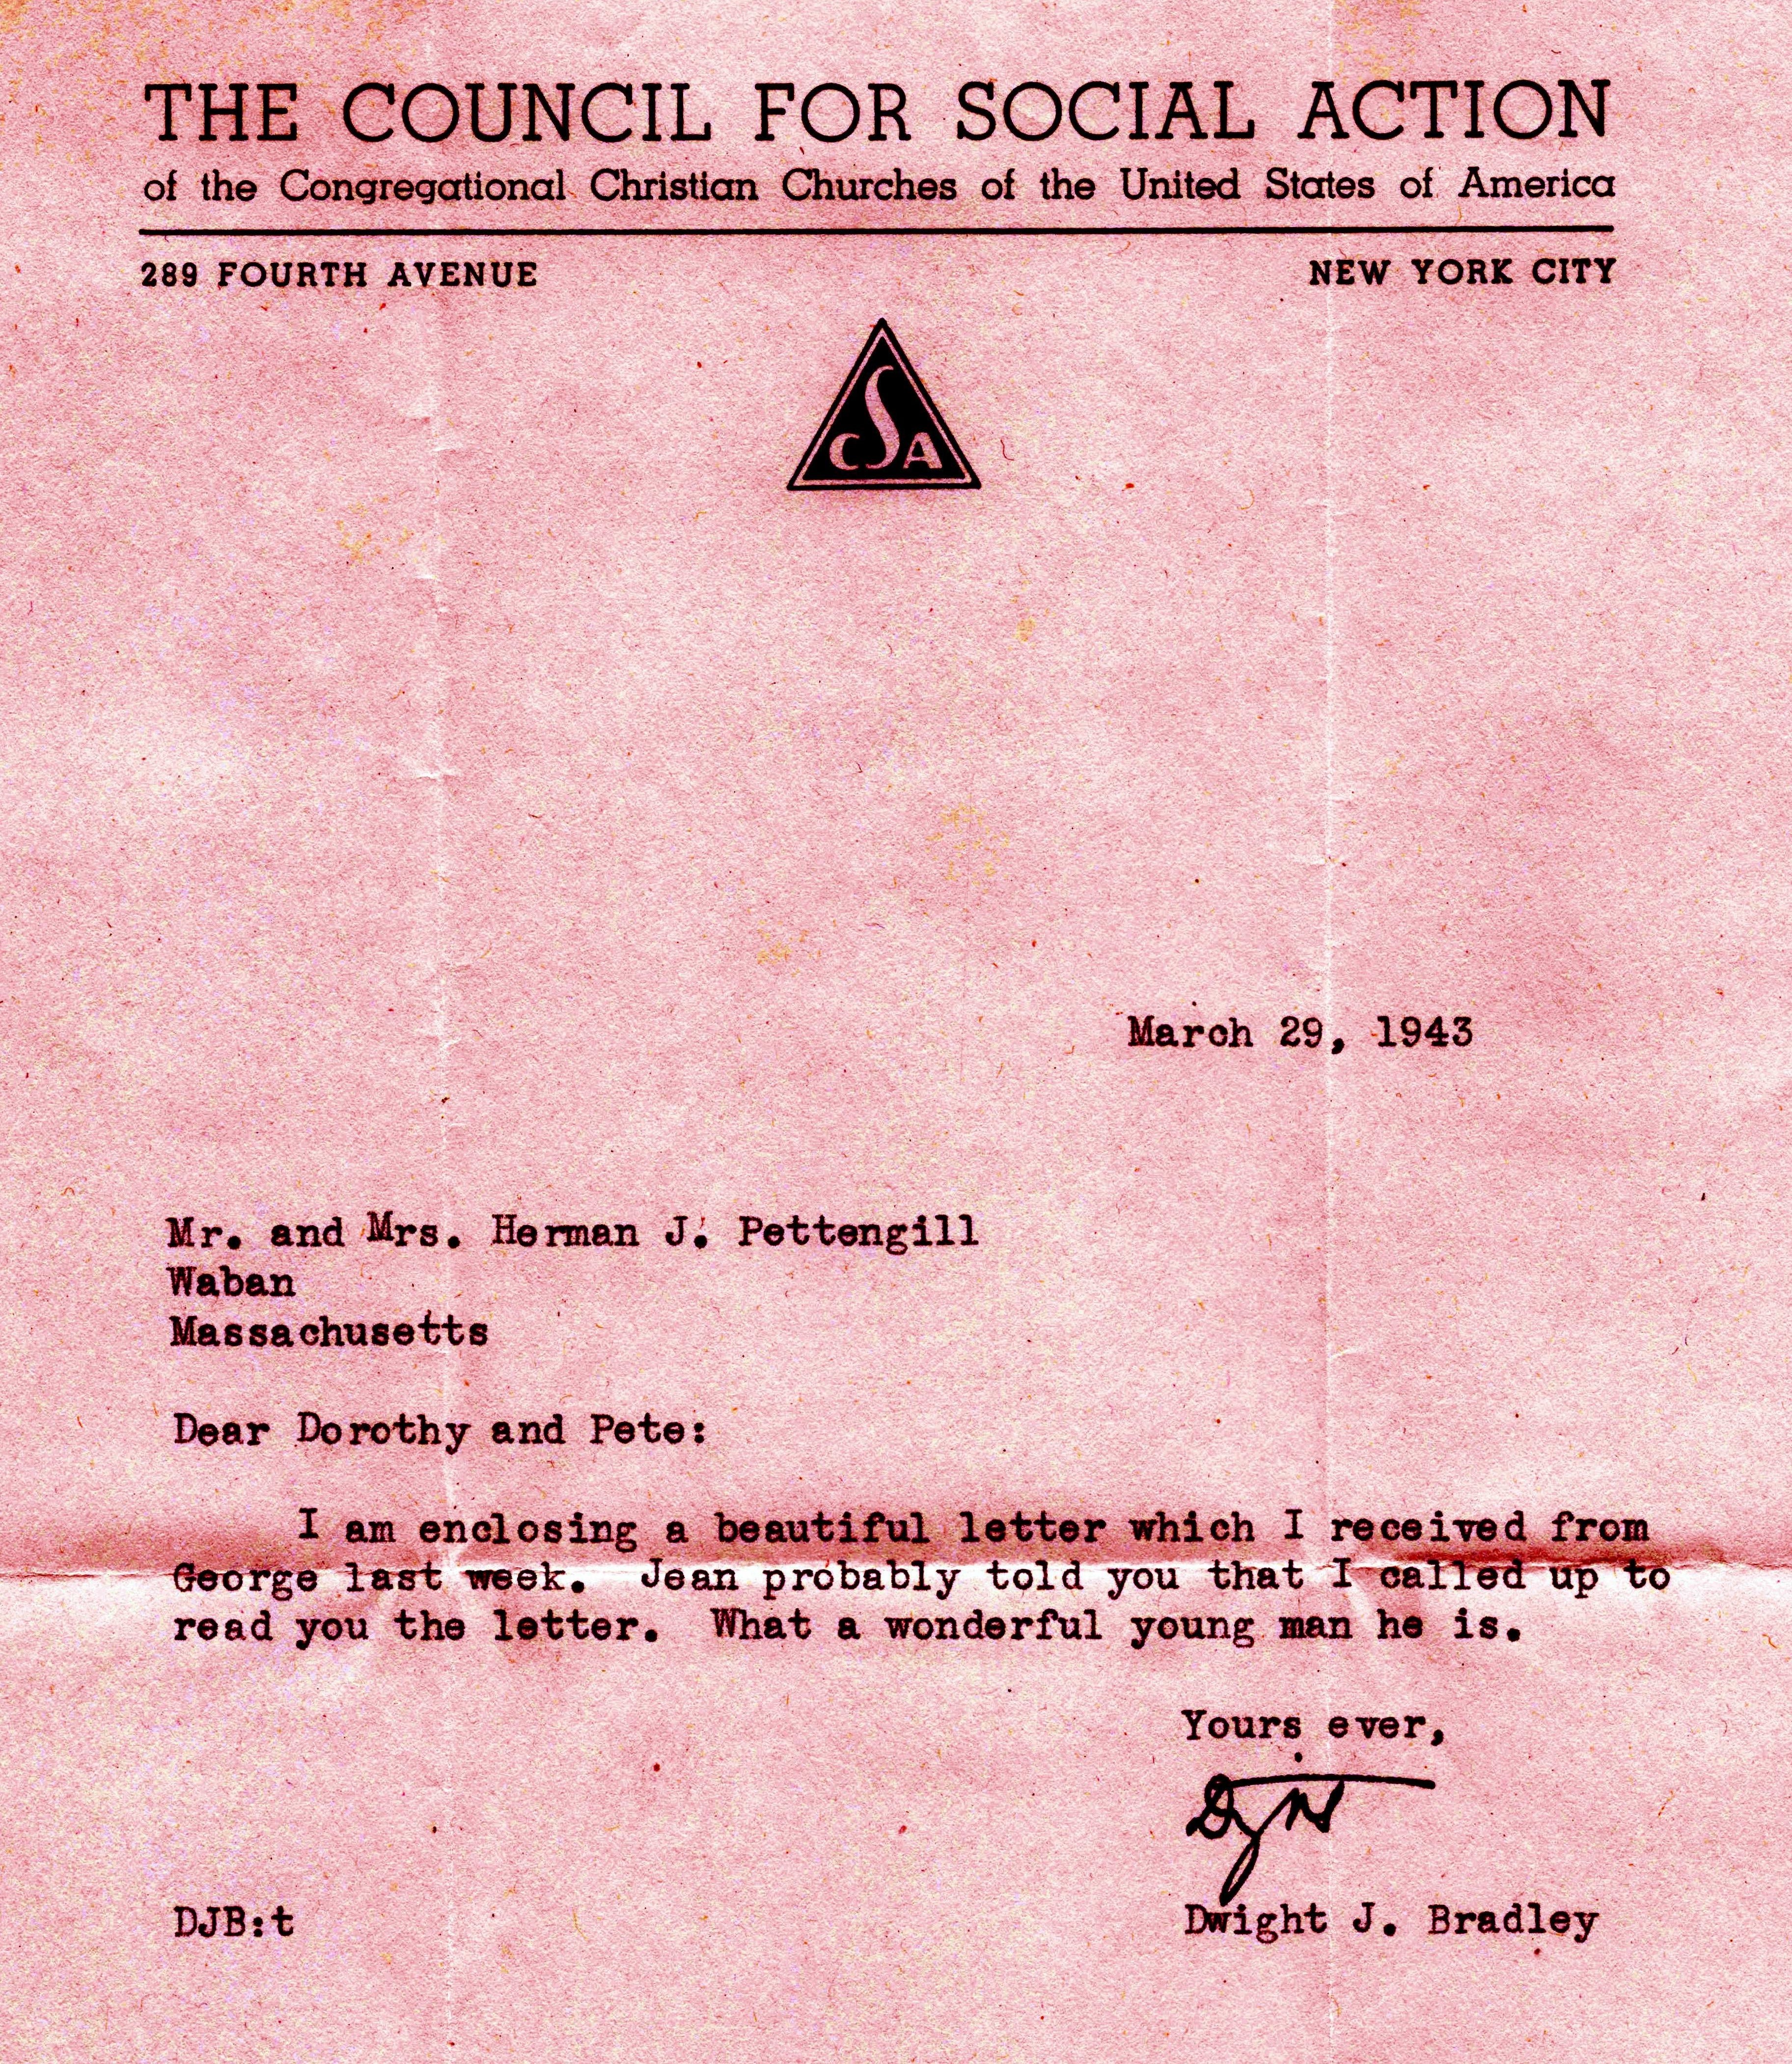 THE COUNCIL FOR SOCIAL ACTION
of the Congregational Christian Churches of the United States of America
289 FOURTH AVENUE NEW YORK CITY
CSA
March 29, 1943
Mr. and Mrs. Herman J. Pettengill
Waban
Massachusetts
Dear Dorothy and Pete:
I am enclosing a beautiful letter which I received from
George last week. Jean probably told you that I called up to
read you the letter. What a wonderful young man he is.
Yours ever,
DJB:t Dwight J. Bradley